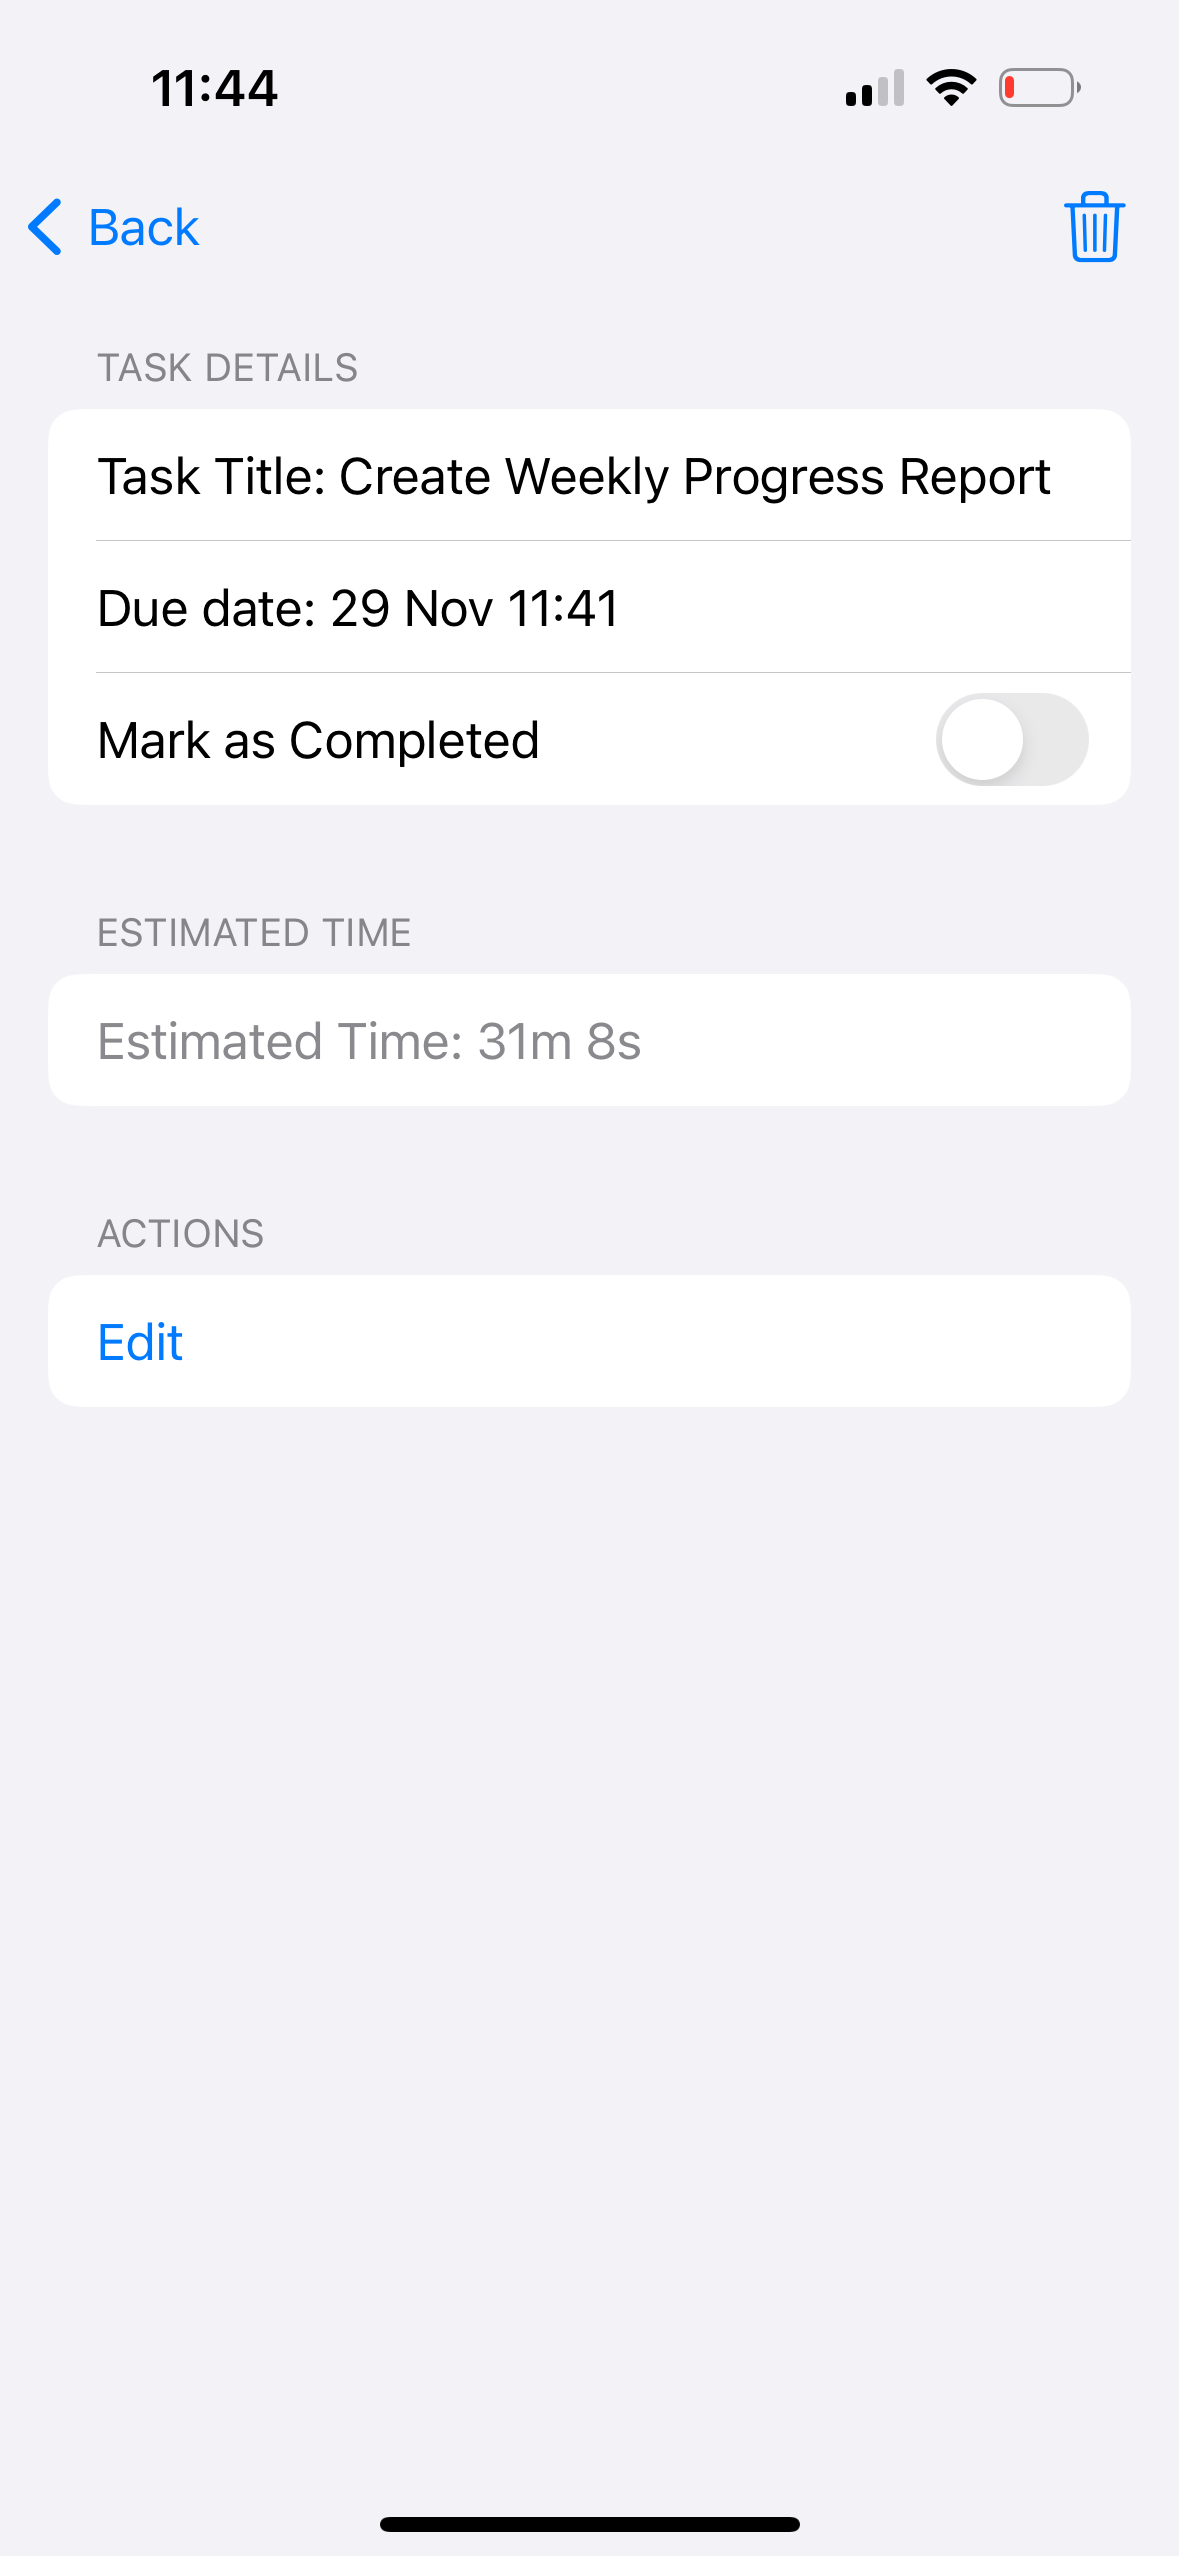 11:44
Back
TASK DETAILS
Task Title: Create Weekly Progress Report
Due date: 29 Nov 11:41
Mark as Completed
ESTIMATED TIME
Estimated Time: 31m 8s
ACTIONS
Edit